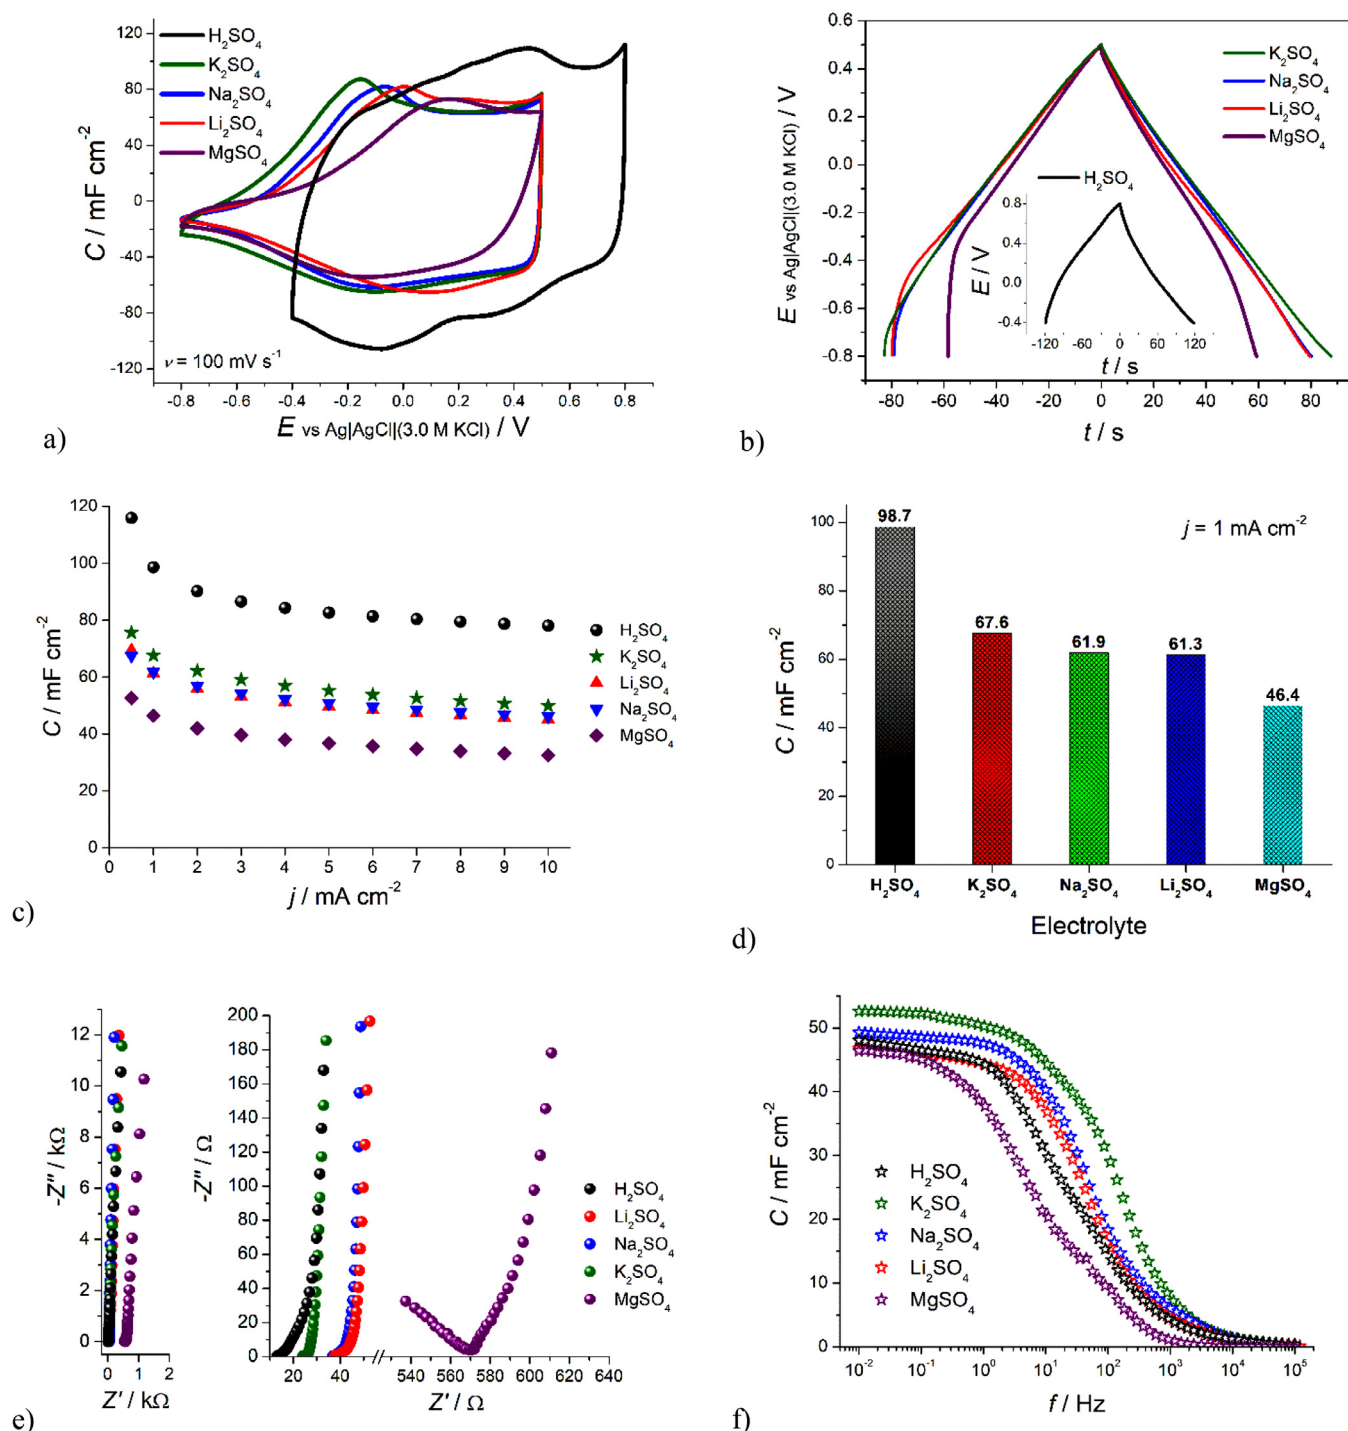 H₂SO₄
K₂SO₄
Na₂SO₄
Li₂SO₄
MgSO₄
120
80
40
0
-40
-80
-120
C / mF cm⁻²
ν = 100 mV s⁻¹
-0.8 -0.6 -0.4 -0.2 0.0 0.2 0.4 0.6 0.8
E vs Ag|AgCl|(3.0 M KCl) / V
a)
0.6
0.4
0.2
0.0
-0.2
-0.4
-0.6
-0.8
E vs Ag|AgCl|(3.0 M KCl) / V
K₂SO₄
Na₂SO₄
Li₂SO₄
MgSO₄
H₂SO₄
0.8
0.4
0.0
-0.4
E / V
-120 -60 0 60 120
t / s
-80 -60 -40 -20 0 20 40 60 80
t / s
b)
120
100
80
60
40
20
0
C / mF cm⁻²
H₂SO₄
K₂SO₄
Li₂SO₄
Na₂SO₄
MgSO₄
0 1 2 3 4 5 6 7 8 9 10
j / mA cm⁻²
c)
j = 1 mA cm⁻²
100
80
60
40
20
0
C / mF cm⁻²
98.7
67.6
61.9
61.3
46.4
H₂SO₄ K₂SO₄ Na₂SO₄ Li₂SO₄ MgSO₄
Electrolyte
d)
12
10
8
6
4
2
0
-Z″ / kΩ
0 2
Z′ / kΩ
200
180
160
140
120
100
80
60
40
20
0
-Z″ / Ω
H₂SO₄
Li₂SO₄
Na₂SO₄
K₂SO₄
MgSO₄
20 40 540 560 580 600 620 640
Z′ / Ω
e)
50
40
30
20
10
0
C / mF cm⁻²
H₂SO₄
K₂SO₄
Na₂SO₄
Li₂SO₄
MgSO₄
10⁻² 10⁻¹ 10⁰ 10¹ 10² 10³ 10⁴ 10⁵
f / Hz
f)